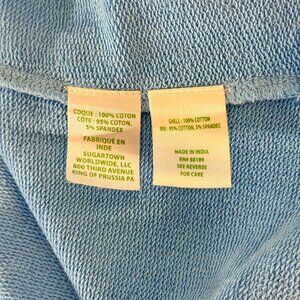 COQUE : 100% COTON
CÔTE : 95% COTON,
5% SPANDEX
FABRIQUÉ EN
INDE
SUGARTOWN
WORLDWIDE, LLC
800 THIRD AVENUE
KING OF PRUSSIA PA
SHELL : 100% COTTON
RIB : 95% COTTON, 5% SPANDEX
MADE IN INDIA
RN# 88189
SEE REVERSE
FOR CARE